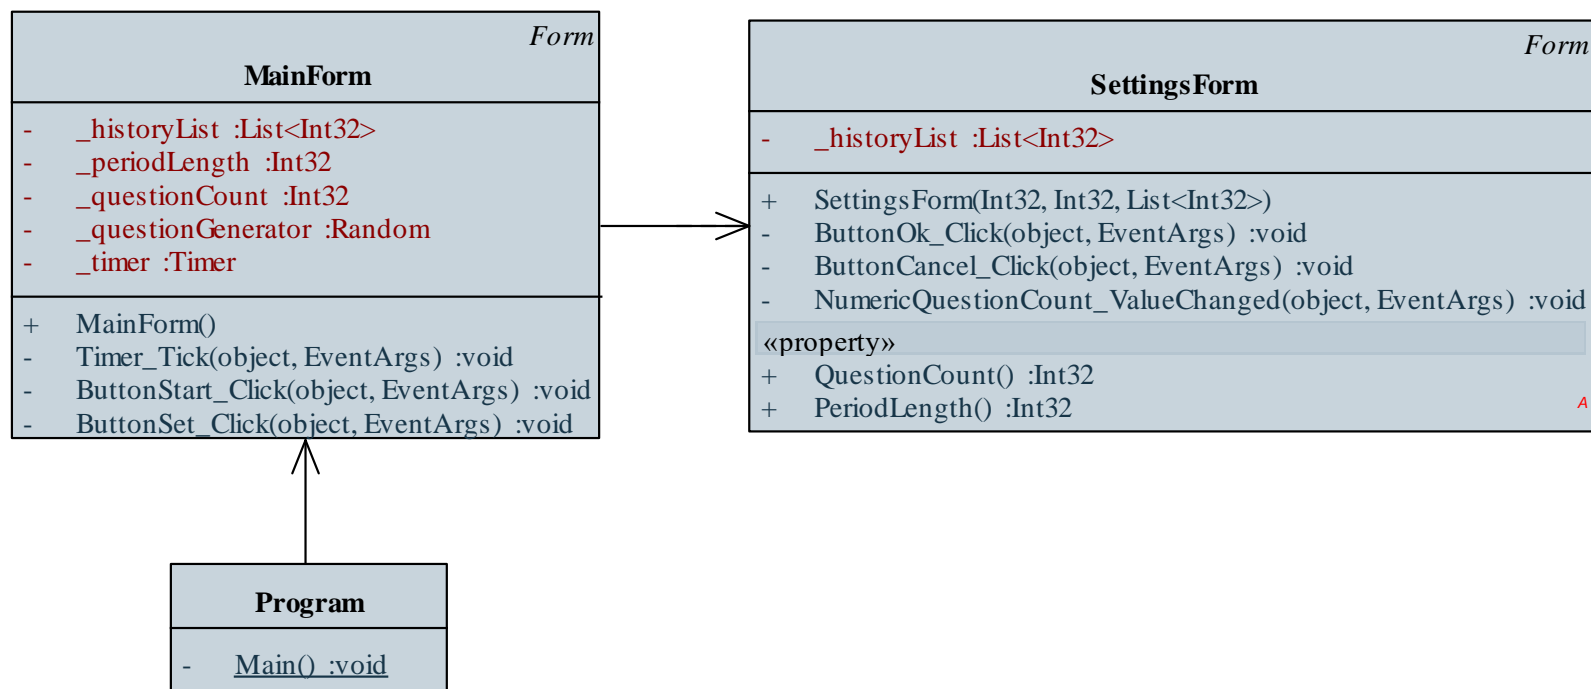 Form
MainForm
- _historyList :List<Int32>
- _periodLength :Int32
- _questionCount :Int32
- _questionGenerator :Random
- _timer :Timer
+ MainForm()
- Timer_Tick(object, EventArgs) :void
- ButtonStart_Click(object, EventArgs) :void
- ButtonSet_Click(object, EventArgs) :void
Form
SettingsForm
- _historyList :List<Int32>
+ SettingsForm(Int32, Int32, List<Int32>)
- ButtonOk_Click(object, EventArgs) :void
- ButtonCancel_Click(object, EventArgs) :void
- NumericQuestionCount_ValueChanged(object, EventArgs) :void
«property»
+ QuestionCount() :Int32
+ PeriodLength() :Int32
A
Program
- Main() :void